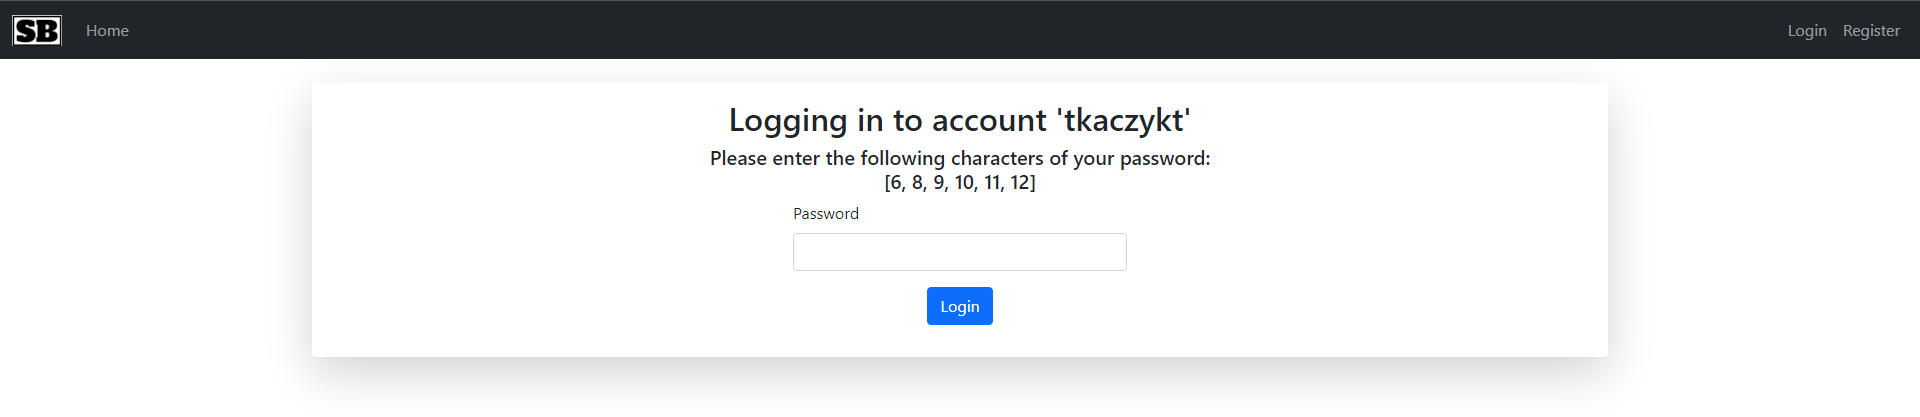 SB Home Login Register
Logging in to account 'tkaczykt'
Please enter the following characters of your password:
[6, 8, 9, 10, 11, 12]
Password
Login